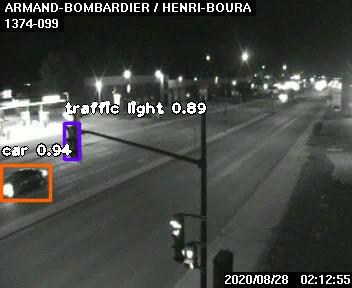 ARMAND-BOMBARDIER / HENRI-BOURA
1374-099
traffic light 0.89
car 0.94
2020/08/28 02:12:55